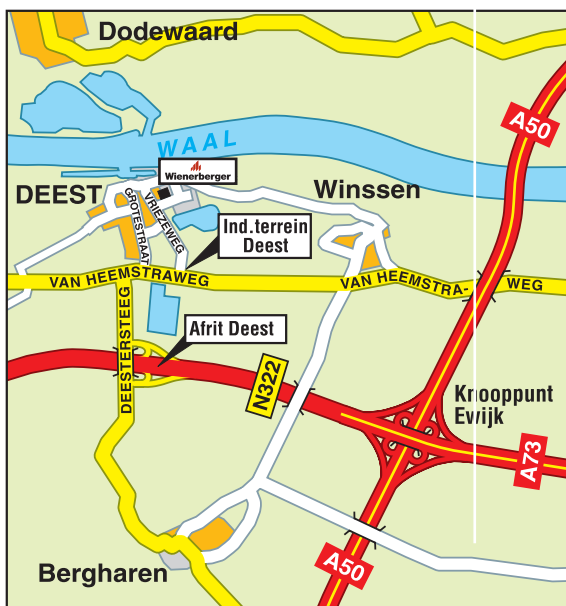 Dodewaard
A50
WAAL
Wienerberger
DEEST
Winssen
GROTESTRAAT
VRIEZEWEG
Ind.terrein
Deest
VAN HEEMSTRAWEG
VAN HEEMSTRA-
WEG
DEESTERSTEEG
Afrit Deest
N322
Knooppunt
Ewijk
A73
A50
Bergharen